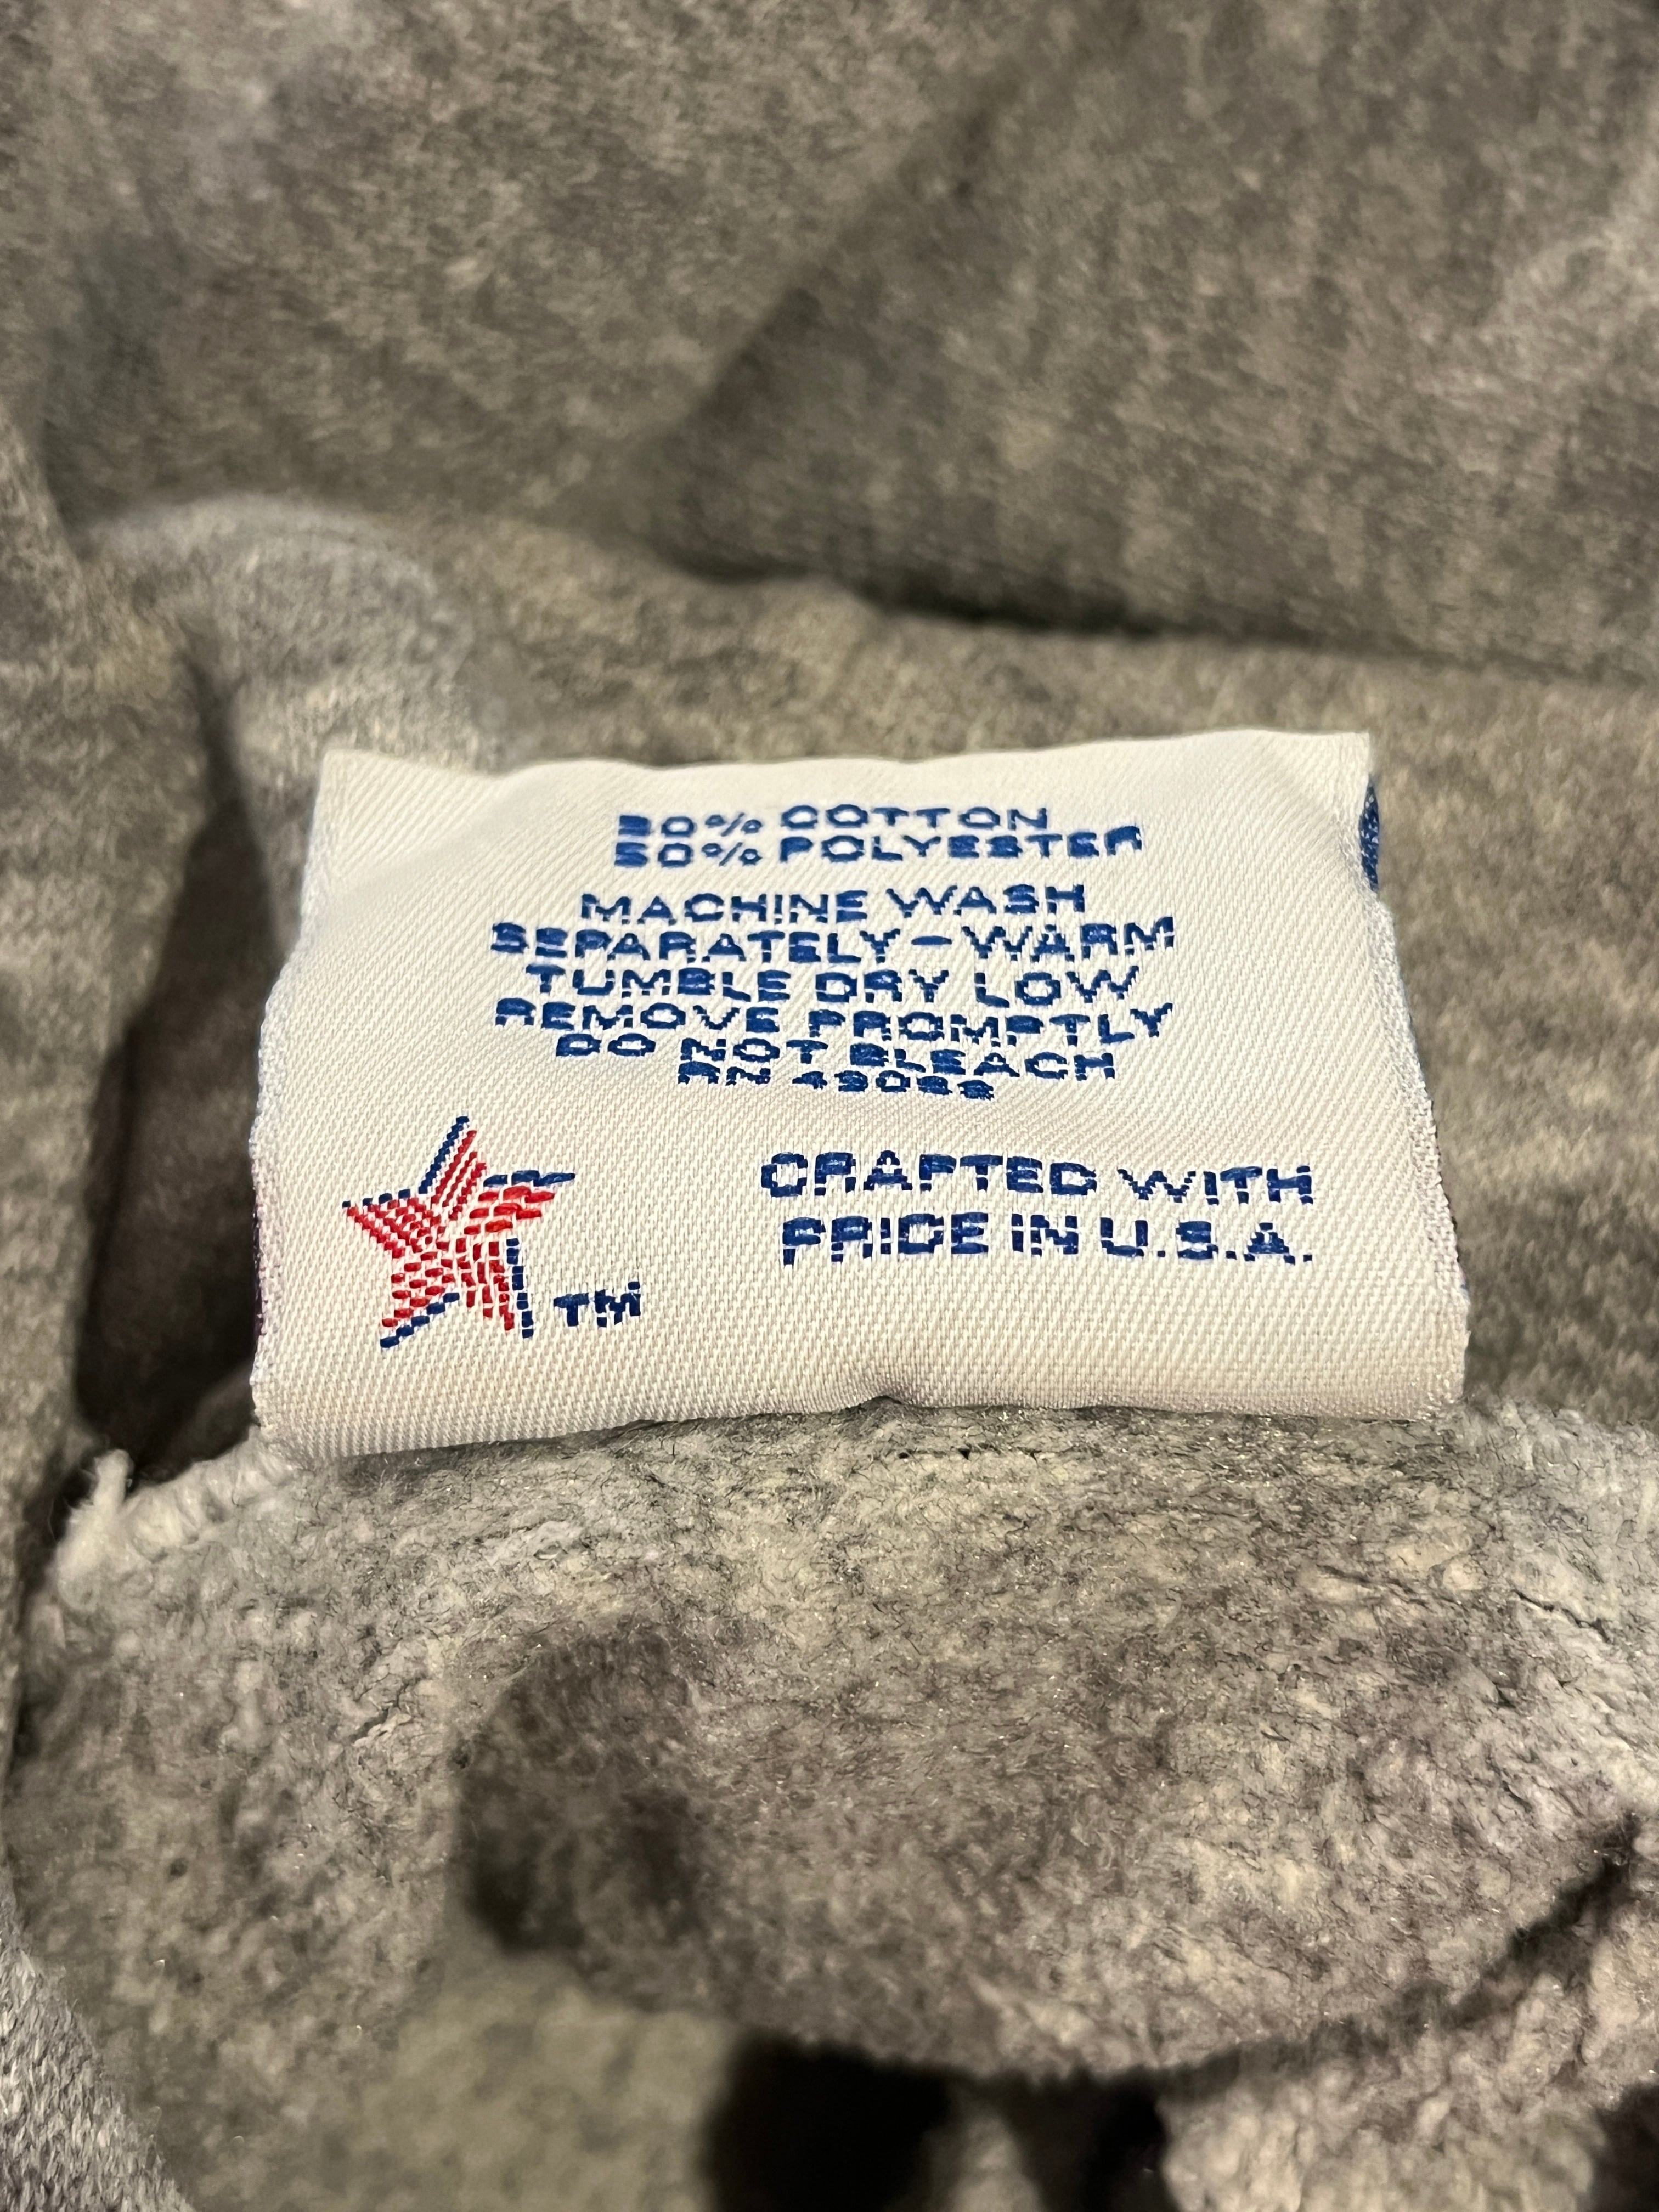 50% COTTON
50% POLYESTER
MACHINE WASH
SEPARATELY-WARM
TUMBLE DRY LOW
REMOVE PROMPTLY
DO NOT BLEACH
RN
CRAFTED WITH
PRIDE IN U.S.A.
TM